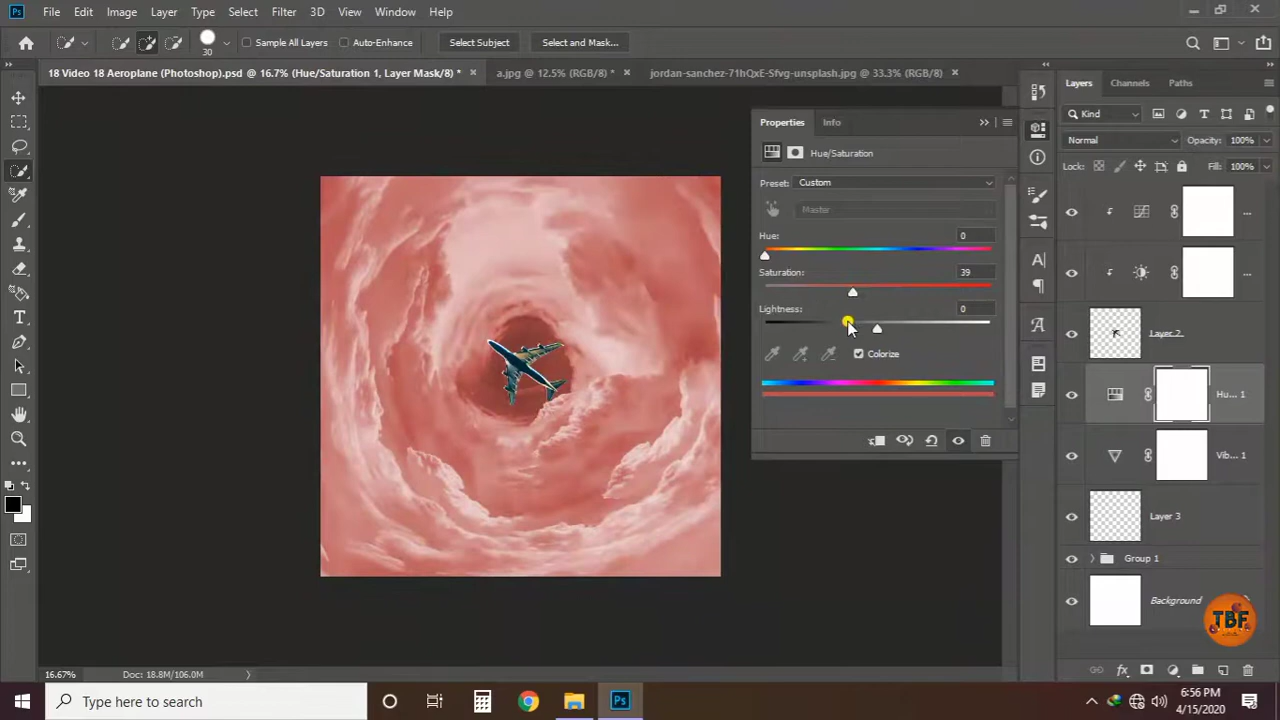 Ps File Edit Image Layer Type Select Filter 3D View Window Help
30 Sample All Layers Auto-Enhance Select Subject Select and Mask...
18 Video 18 Aeroplane (Photoshop).psd @ 16.7% (Hue/Saturation 1, Layer Mask/8) * × a.jpg @ 12.5% (RGB/8) * × jordan-sanchez-71hQxE-Sfvg-unsplash.jpg @ 33.3% (RGB/8) ×
Properties Info
Hue/Saturation
Preset: Custom
Master
Hue: 0
Saturation: 39
Lightness: 0
Colorize
Layers Channels Paths
Kind
Normal Opacity: 100%
Lock: Fill: 100%
...
...
Layer 2
Hu... 1
Vib... 1
Layer 3
Group 1
Background
TBF
16.67% Doc: 18.8M/106.0M
Type here to search
Ps
6:56 PM
4/15/2020